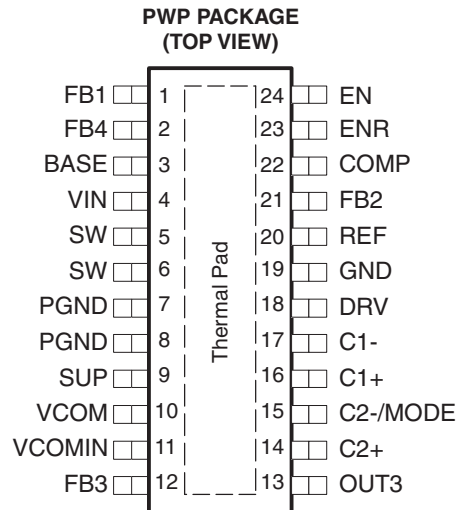 PWP PACKAGE
(TOP VIEW)
FB1 1 24 EN
FB4 2 23 ENR
BASE 3 22 COMP
VIN 4 21 FB2
SW 5 20 REF
SW 6 19 GND
PGND 7 18 DRV
PGND 8 17 C1-
SUP 9 16 C1+
VCOM 10 15 C2-/MODE
VCOMIN 11 14 C2+
FB3 12 13 OUT3
Thermal Pad